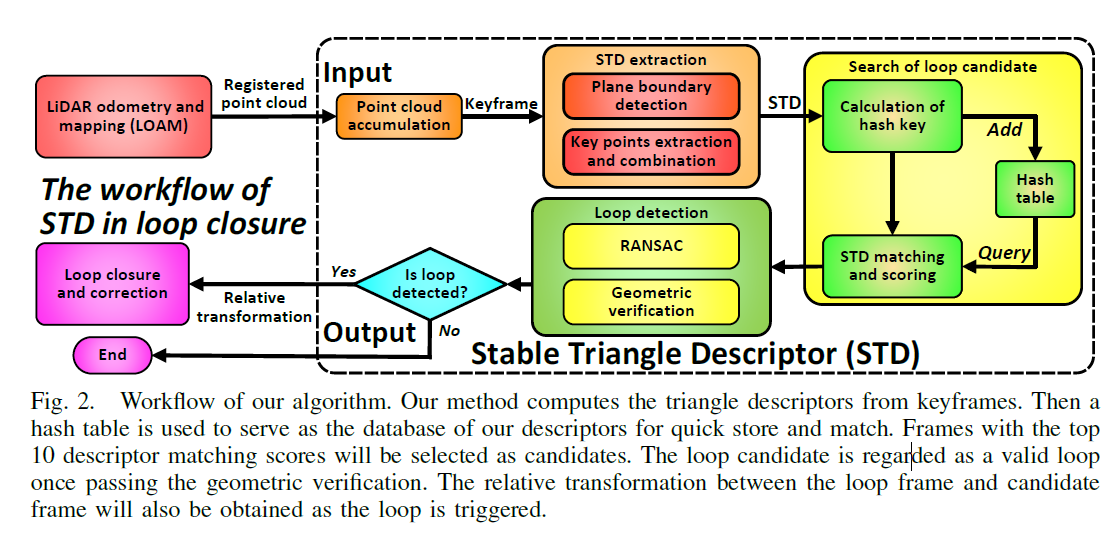 Input
STD extraction
Search of loop candidate
LiDAR odometry and
mapping (LOAM)
Registered
point cloud
Point cloud
accumulation
Keyframe
Plane boundary
detection
Key points extraction
and combination
STD
Calculation of
hash key
Add
Hash
table
Query
STD matching
and scoring
The workflow of
STD in loop closure
Loop detection
RANSAC
Geometric
verification
Is loop
detected?
Yes
Relative
transformation
Loop closure
and correction
Output
No
End
Stable Triangle Descriptor (STD)
Fig. 2. Workflow of our algorithm. Our method computes the triangle descriptors from keyframes. Then a
hash table is used to serve as the database of our descriptors for quick store and match. Frames with the top
10 descriptor matching scores will be selected as candidates. The loop candidate is regarded as a valid loop
once passing the geometric verification. The relative transformation between the loop frame and candidate
frame will also be obtained as the loop is triggered.